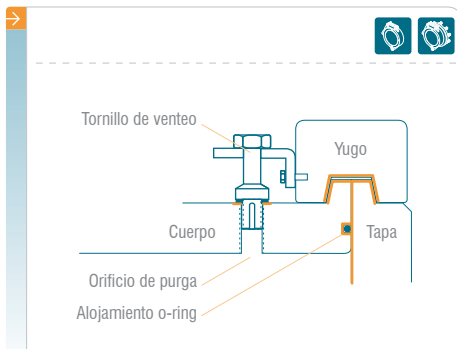 Tornillo de venteo
Yugo
Cuerpo
Tapa
Orificio de purga
Alojamiento o-ring